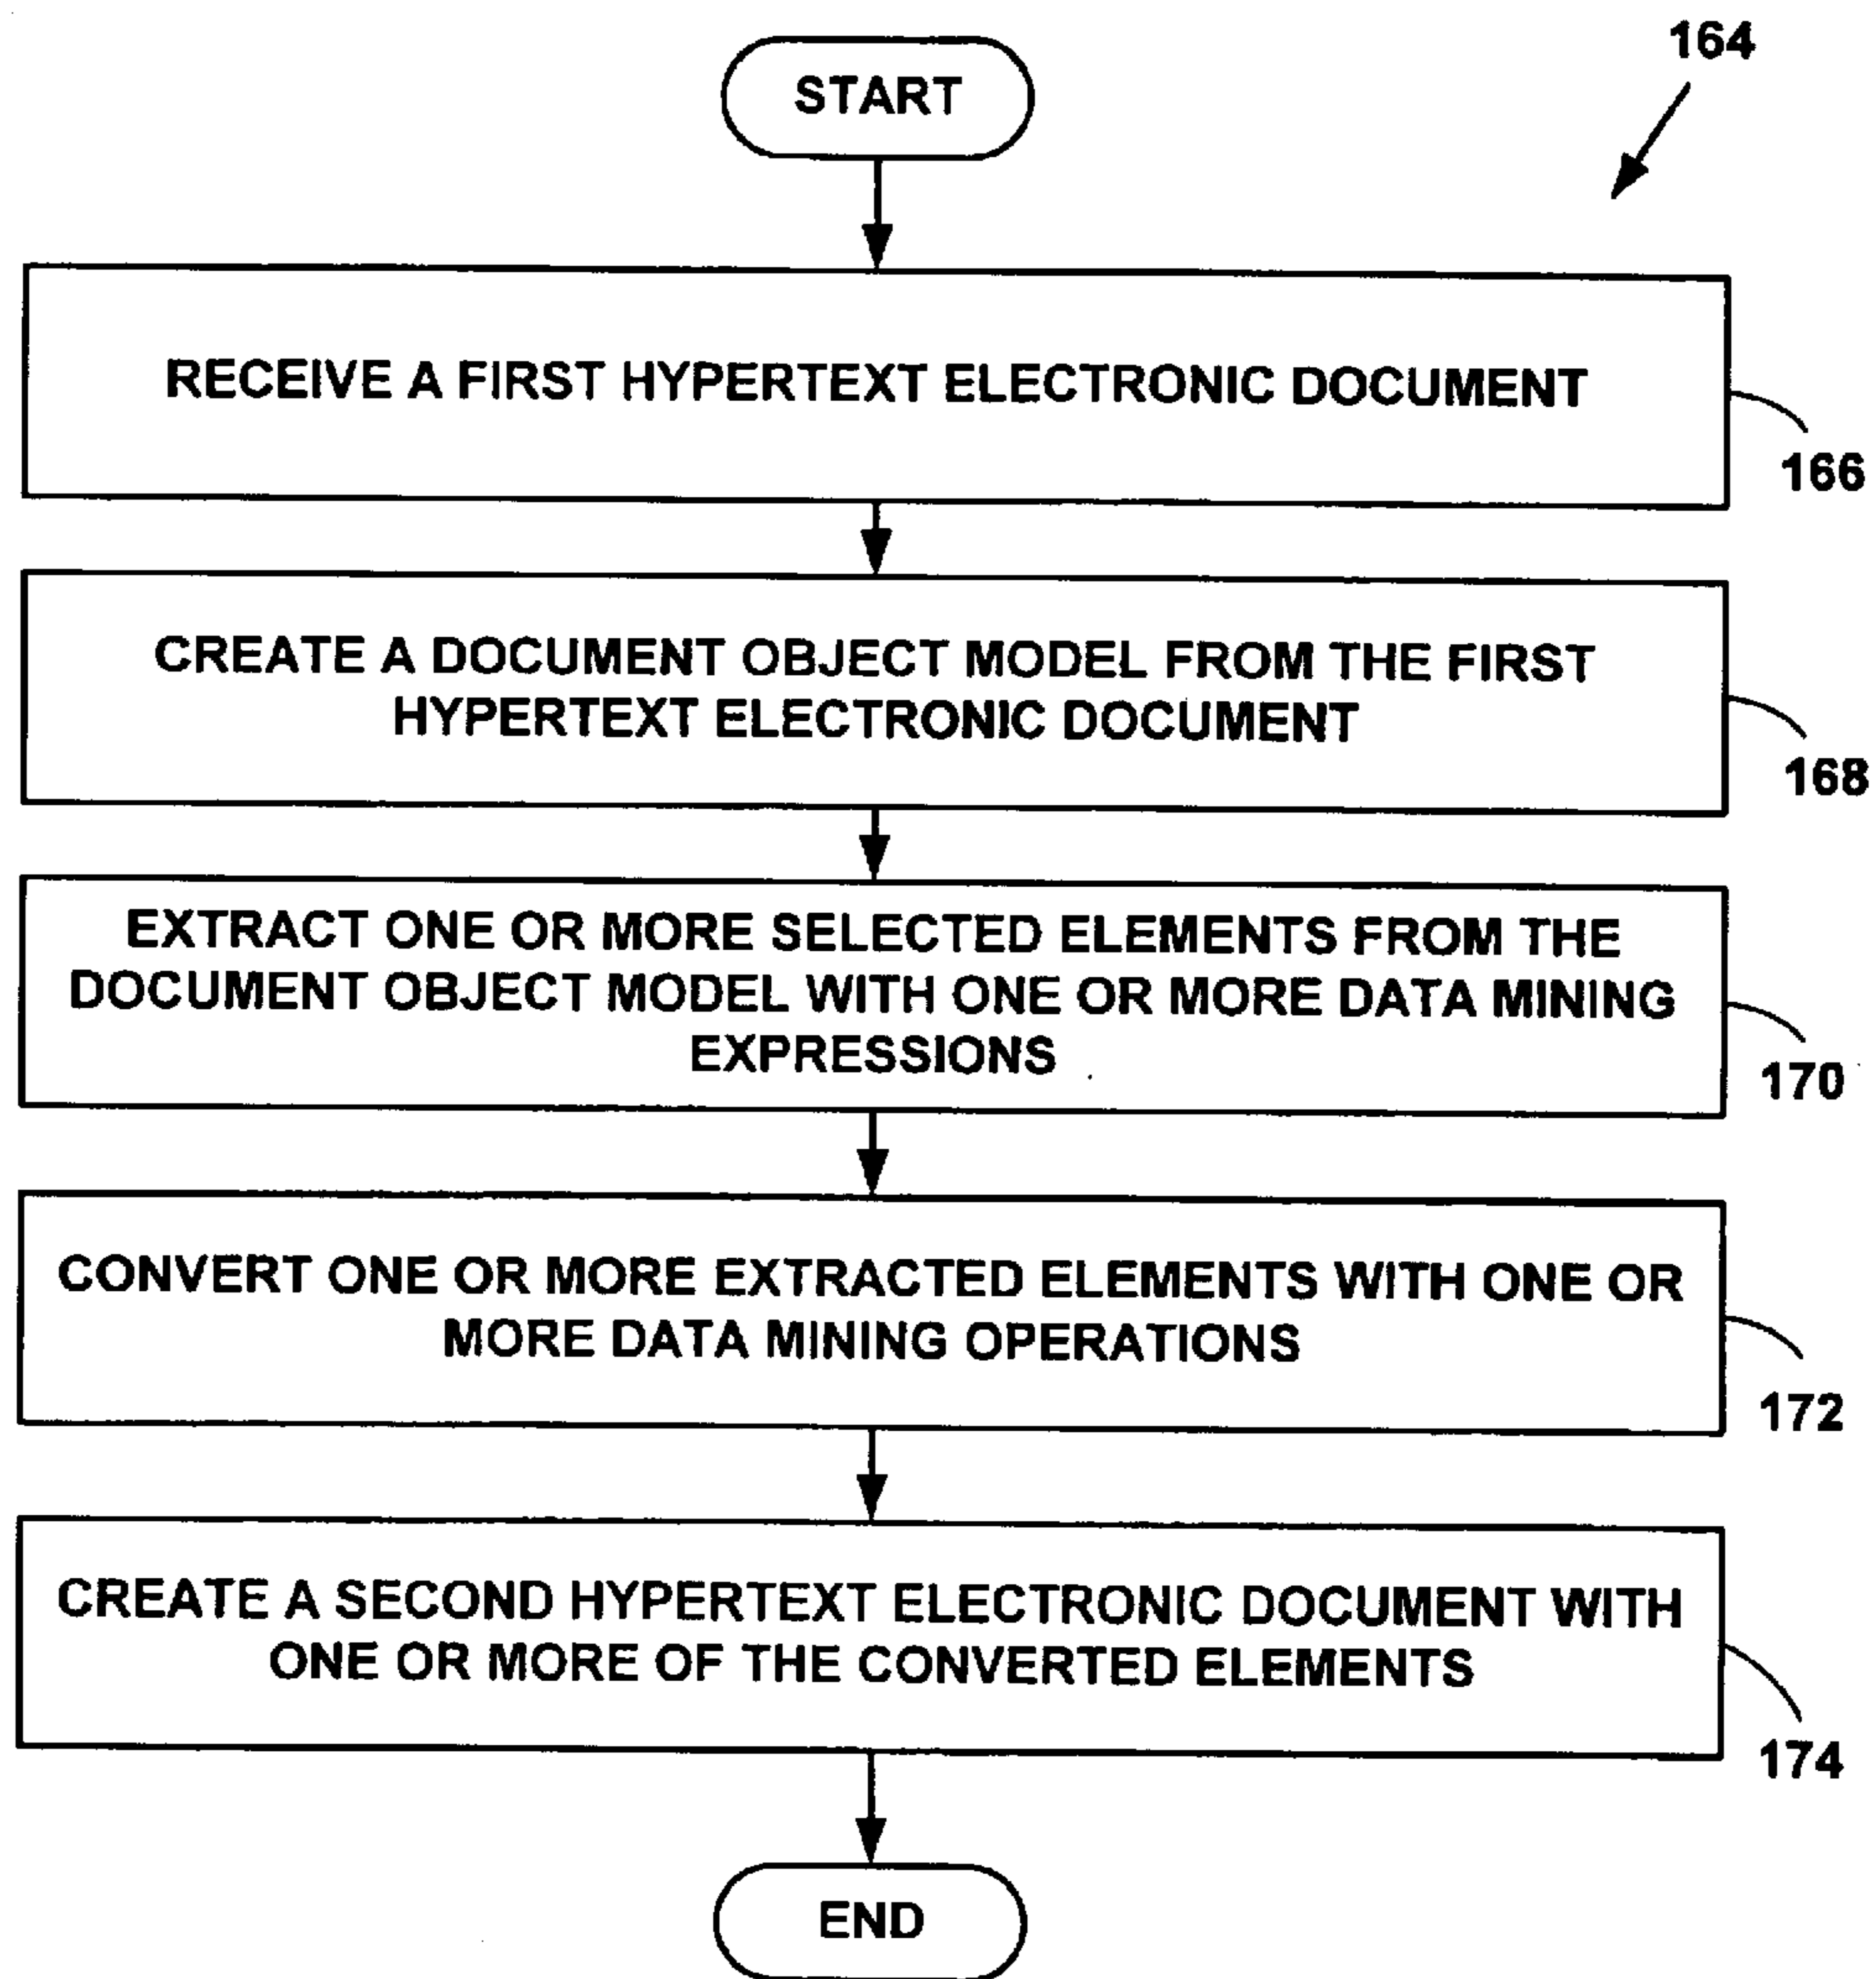 START
164
RECEIVE A FIRST HYPERTEXT ELECTRONIC DOCUMENT
166
CREATE A DOCUMENT OBJECT MODEL FROM THE FIRST
HYPERTEXT ELECTRONIC DOCUMENT
168
EXTRACT ONE OR MORE SELECTED ELEMENTS FROM THE
DOCUMENT OBJECT MODEL WITH ONE OR MORE DATA MINING
EXPRESSIONS
170
CONVERT ONE OR MORE EXTRACTED ELEMENTS WITH ONE OR
MORE DATA MINING OPERATIONS
172
CREATE A SECOND HYPERTEXT ELECTRONIC DOCUMENT WITH
ONE OR MORE OF THE CONVERTED ELEMENTS
174
END